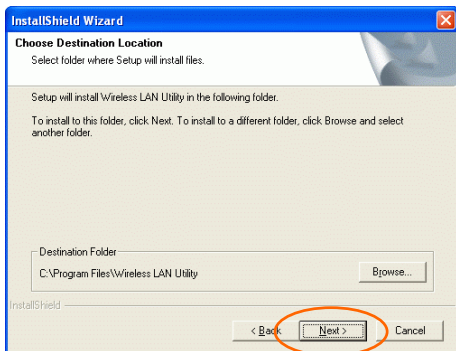 InstallShield Wizard
Choose Destination Location
Select folder where Setup will install files.
Setup will install Wireless LAN Utility in the following folder.
To install to this folder, click Next. To install to a different folder, click Browse and select
another folder.
Destination Folder
C:\Program Files\Wireless LAN Utility
Browse...
InstallShield
< Back
Next >
Cancel